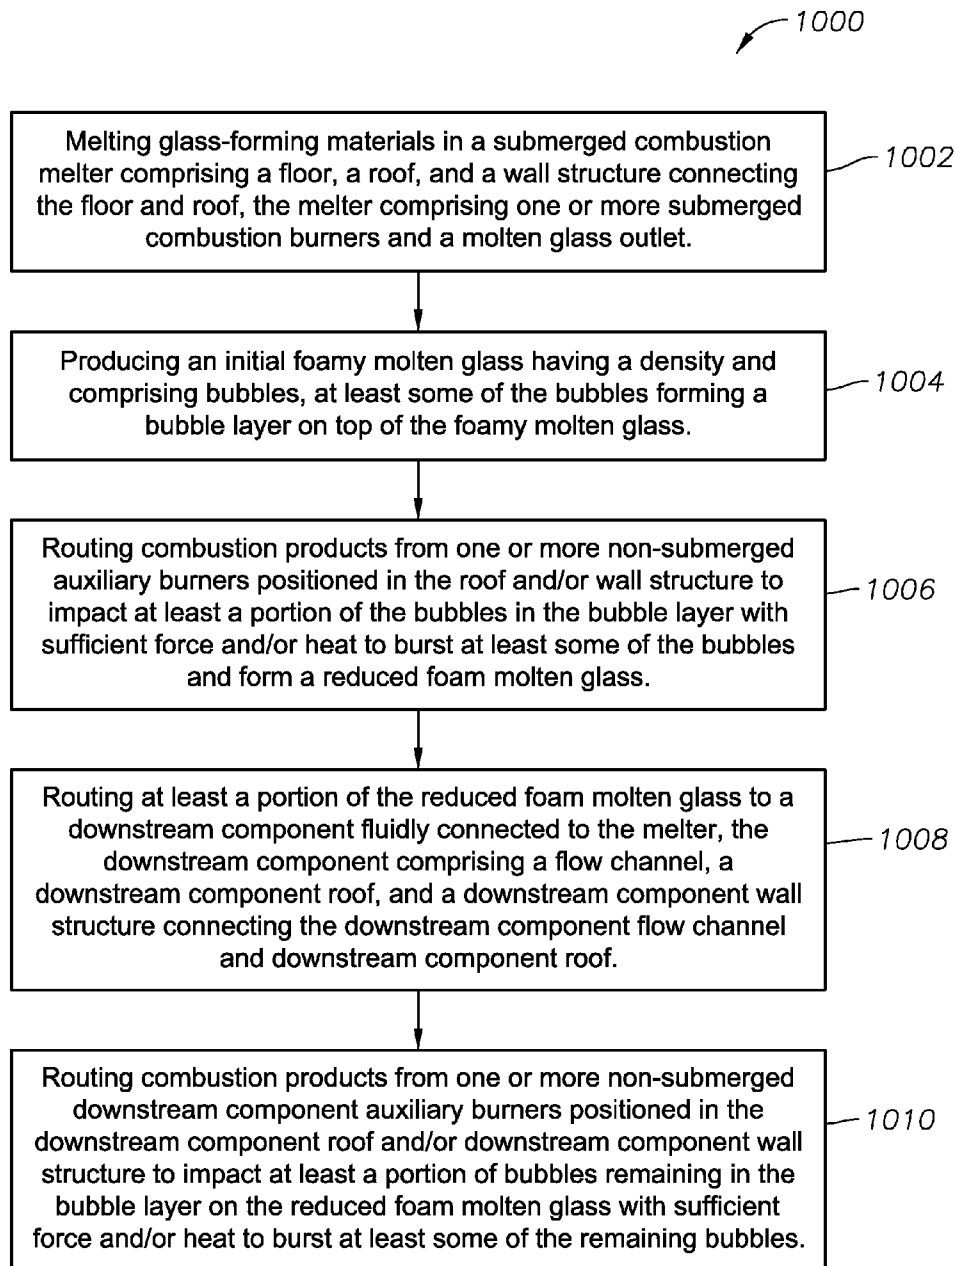 1000
Melting glass-forming materials in a submerged combustion
melter comprising a floor, a roof, and a wall structure connecting
the floor and roof, the melter comprising one or more submerged
combustion burners and a molten glass outlet.
1002
Producing an initial foamy molten glass having a density and
comprising bubbles, at least some of the bubbles forming a
bubble layer on top of the foamy molten glass.
1004
Routing combustion products from one or more non-submerged
auxiliary burners positioned in the roof and/or wall structure to
impact at least a portion of the bubbles in the bubble layer with
sufficient force and/or heat to burst at least some of the bubbles
and form a reduced foam molten glass.
1006
Routing at least a portion of the reduced foam molten glass to a
downstream component fluidly connected to the melter, the
downstream component comprising a flow channel, a
downstream component roof, and a downstream component wall
structure connecting the downstream component flow channel
and downstream component roof.
1008
Routing combustion products from one or more non-submerged
downstream component auxiliary burners positioned in the
downstream component roof and/or downstream component wall
structure to impact at least a portion of bubbles remaining in the
bubble layer on the reduced foam molten glass with sufficient
force and/or heat to burst at least some of the remaining bubbles.
1010